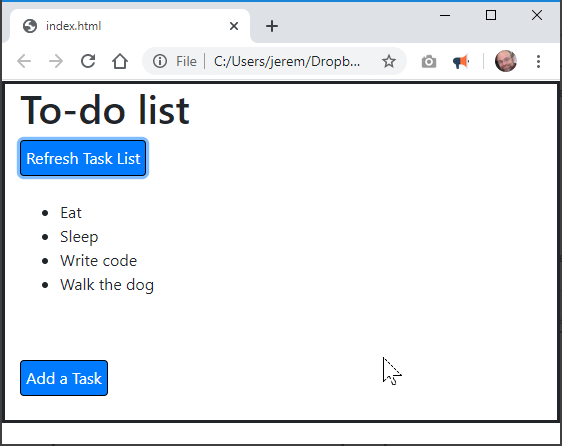 index.html
File
C:/Users/jerem/Dropb...
To-do list
Refresh Task List
Eat
Sleep
Write code
Walk the dog
Add a Task